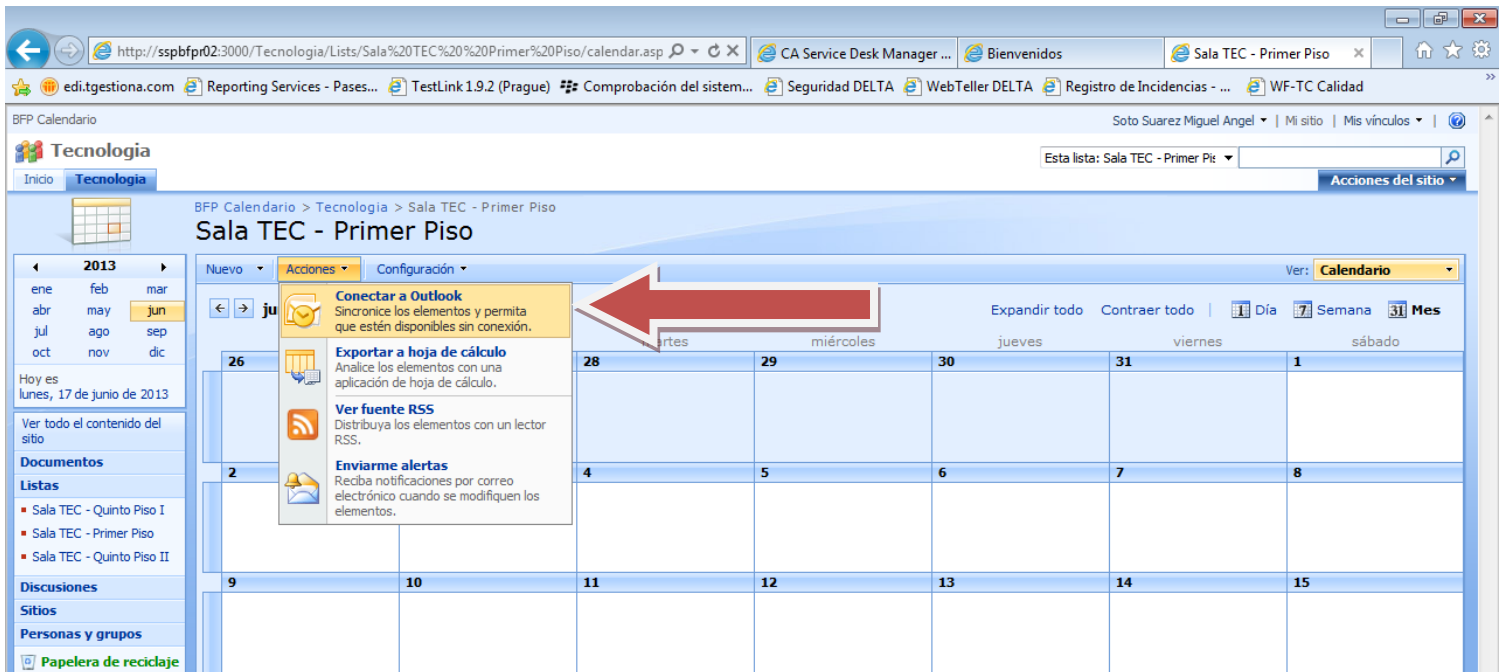 http://sspbfpr02:3000/Tecnologia/Lists/Sala%20TEC%20%20Primer%20Piso/calendar.asp
CA Service Desk Manager ...
Bienvenidos
Sala TEC - Primer Piso
edi.tgestiona.com
Reporting Services - Pases...
TestLink 1.9.2 (Prague)
Comprobación del sistem...
Seguridad DELTA
WebTeller DELTA
Registro de Incidencias - ...
WF-TC Calidad
BFP Calendario
Soto Suarez Miguel Angel | Mi sitio | Mis vínculos |
Tecnologia
Esta lista: Sala TEC - Primer Pis
Inicio Tecnologia
Acciones del sitio
BFP Calendario > Tecnologia > Sala TEC - Primer Piso
Sala TEC - Primer Piso
2013
ene feb mar
abr may jun
jul ago sep
oct nov dic
Hoy es
lunes, 17 de junio de 2013
Ver todo el contenido del
sitio
Documentos
Listas
Sala TEC - Quinto Piso I
Sala TEC - Primer Piso
Sala TEC - Quinto Piso II
Discusiones
Sitios
Personas y grupos
Papelera de reciclaje
Nuevo Acciones Configuración
Ver: Calendario
Conectar a Outlook
Sincronice los elementos y permita
que estén disponibles sin conexión.
Exportar a hoja de cálculo
Analice los elementos con una
aplicación de hoja de cálculo.
Ver fuente RSS
Distribuya los elementos con un lector
RSS.
Enviarme alertas
Reciba notificaciones por correo
electrónico cuando se modifiquen los
elementos.
Expandir todo Contraer todo | 1 Día 7 Semana 31 Mes
miércoles jueves viernes sábado
26 28 29 30 31 1
2 4 5 6 7 8
9 10 11 12 13 14 15